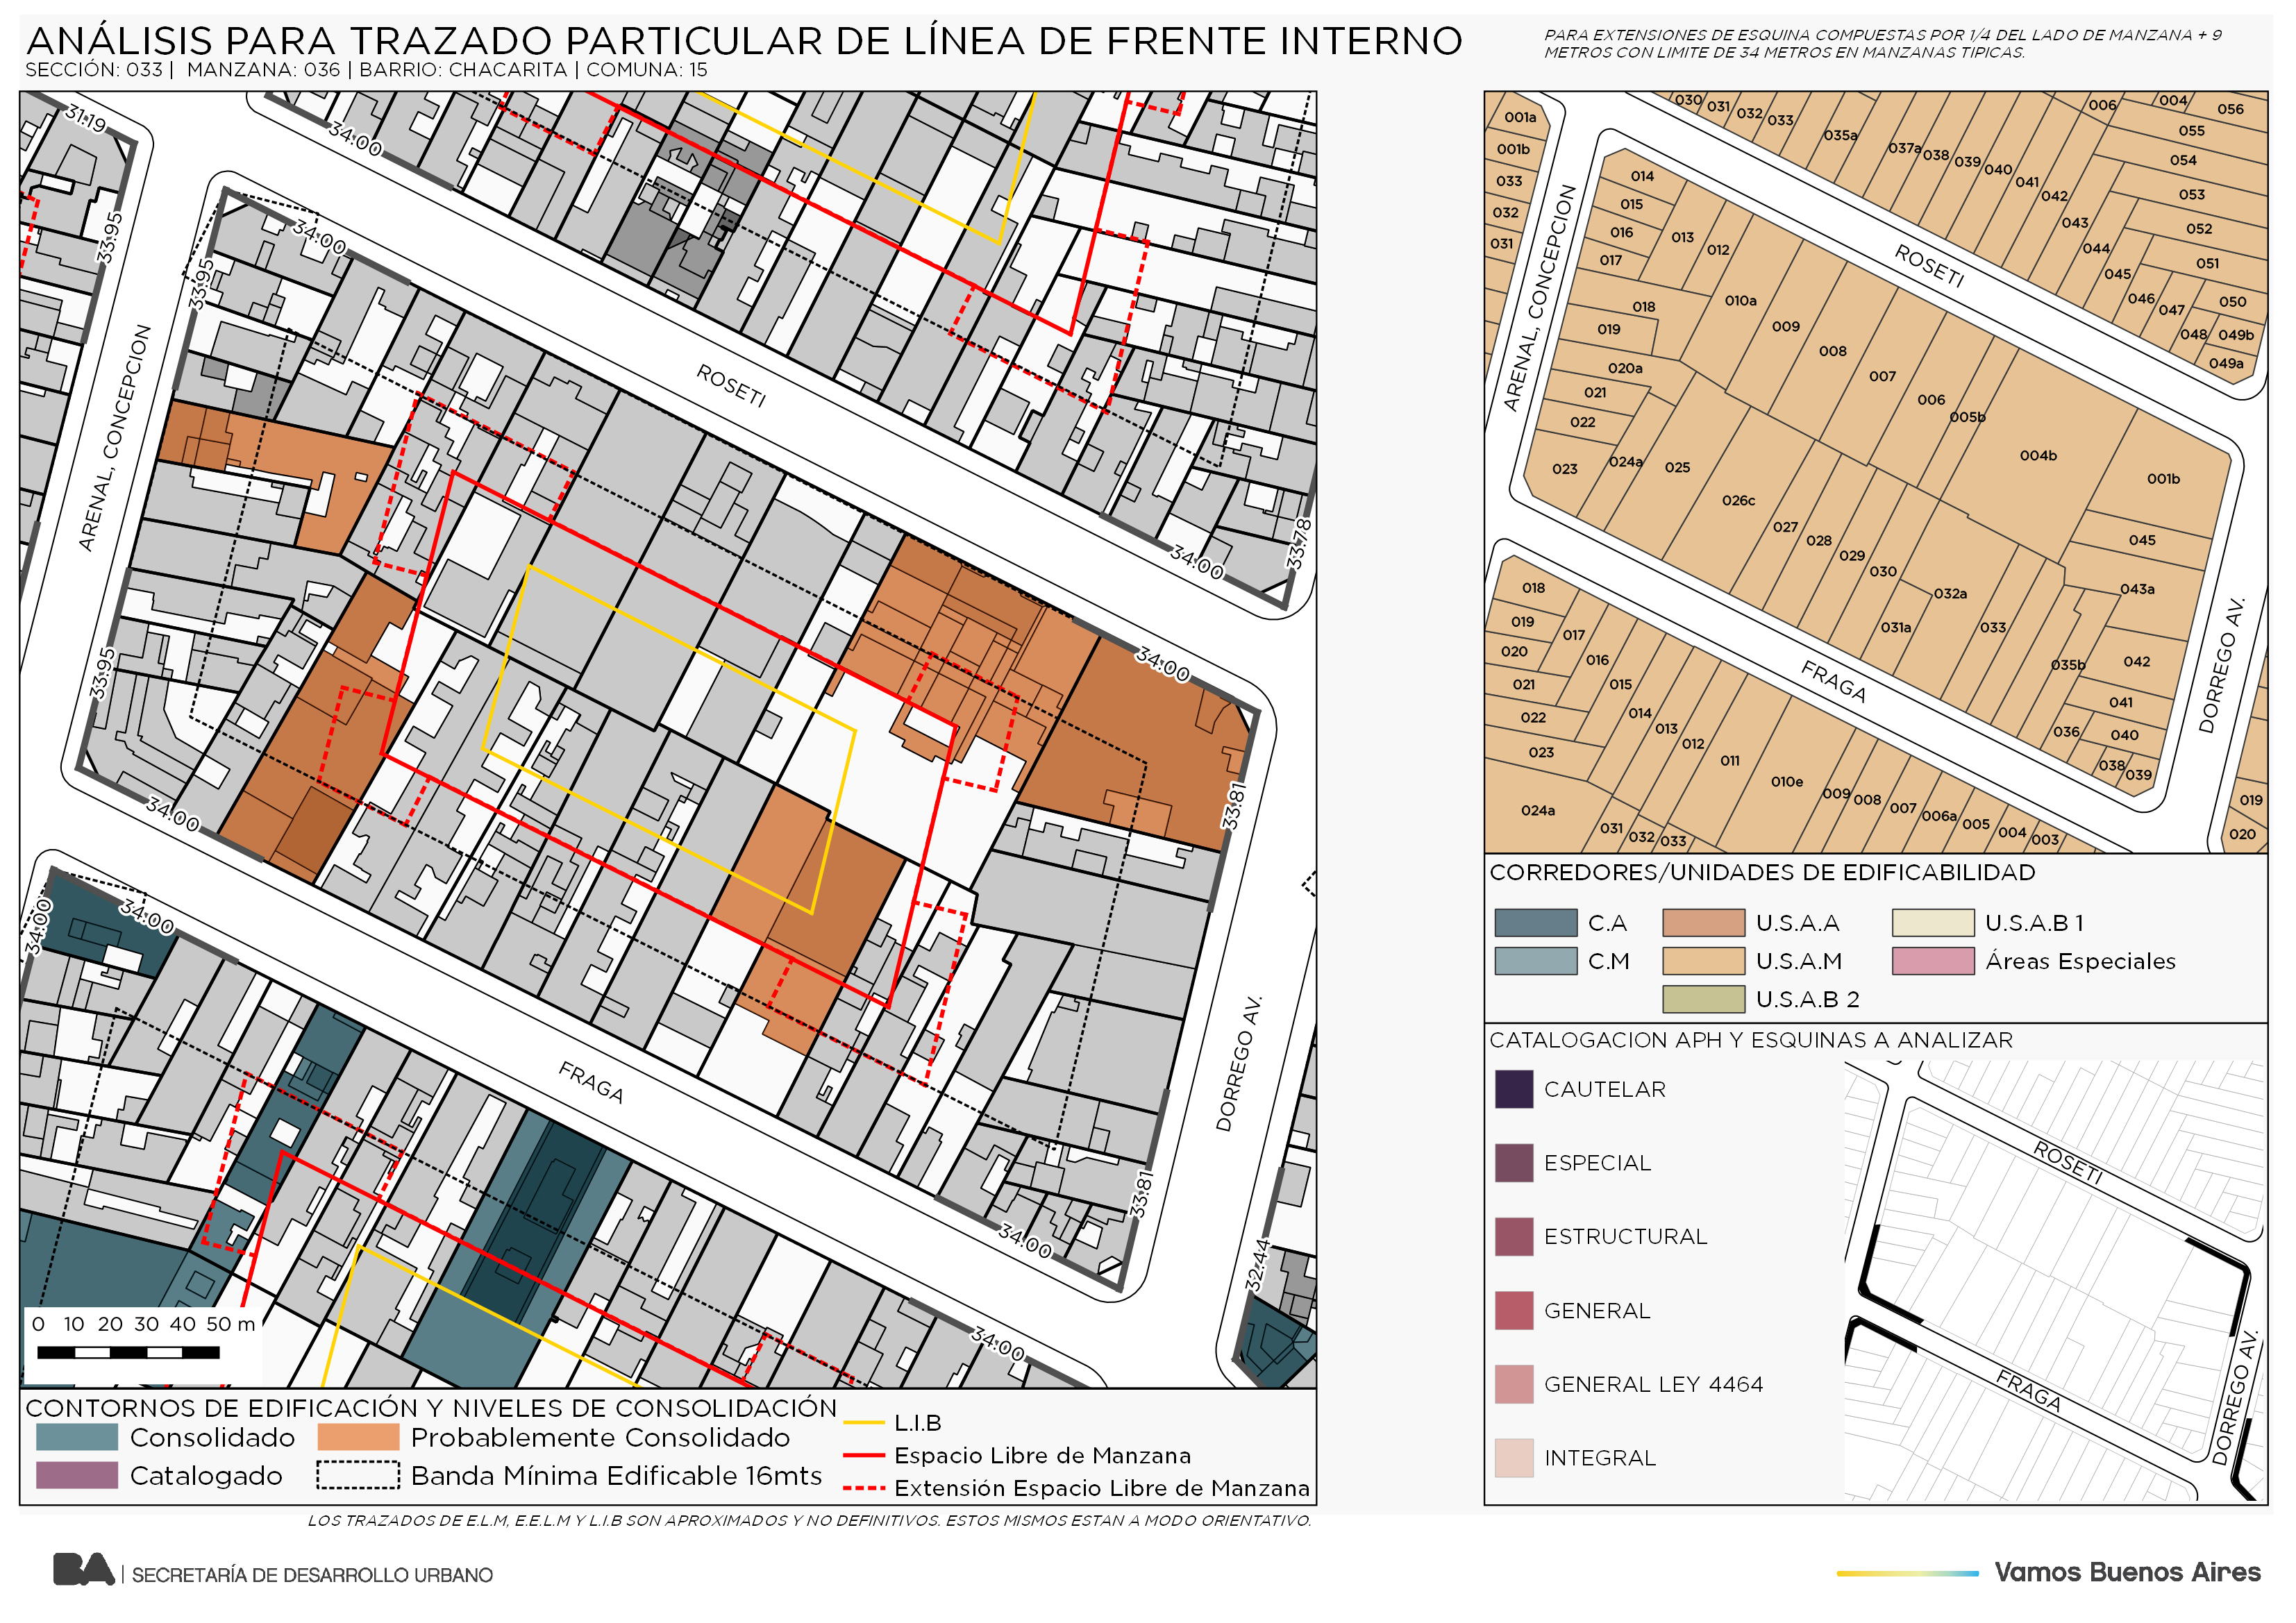 ANÁLISIS PARA TRAZADO PARTICULAR DE LÍNEA DE FRENTE INTERNO
SECCIÓN: 033 | MANZANA: 036 | BARRIO: CHACARITA | COMUNA: 15
PARA EXTENSIONES DE ESQUINA COMPUESTAS POR 1/4 DEL LADO DE MANZANA + 9
METROS CON LIMITE DE 34 METROS EN MANZANAS TIPICAS.
31.19
34.00
33.95
34.00
33.95
ARENAL, CONCEPCION
ROSETI
33.78
34.00
34.00
33.95
33.81
34.00
34.00
34.00
FRAGA
DORREGO AV.
33.81
34.00
32.44
34.00
0 10 20 30 40 50 m
CONTORNOS DE EDIFICACIÓN Y NIVELES DE CONSOLIDACIÓN
Consolidado
Probablemente Consolidado
Catalogado
Banda Mínima Edificable 16mts
L.I.B
Espacio Libre de Manzana
Extensión Espacio Libre de Manzana
LOS TRAZADOS DE E.L.M, E.E.L.M Y L.I.B SON APROXIMADOS Y NO DEFINITIVOS. ESTOS MISMOS ESTAN A MODO ORIENTATIVO.
001a
001b
033
032
031
030
031
032
033
035a
037a
038
039
040
041
042
043
044
045
046
047
048
006
004
056
055
054
053
052
051
050
049b
049a
ARENAL, CONCEPCION
ROSETI
014
015
016
017
013
012
018
019
010a
009
008
007
006
005b
004b
001b
020a
021
022
023
024a
025
026c
027
028
029
030
031a
032a
033
035b
036
045
043a
042
041
040
038
039
FRAGA
DORREGO AV.
018
019
020
021
022
023
024a
017
016
015
014
013
012
011
010e
009
008
007
006a
005
004
003
031
032
033
019
020
CORREDORES/UNIDADES DE EDIFICABILIDAD
C.A
U.S.A.A
U.S.A.B 1
C.M
U.S.A.M
Áreas Especiales
U.S.A.B 2
CATALOGACION APH Y ESQUINAS A ANALIZAR
CAUTELAR
ESPECIAL
ESTRUCTURAL
GENERAL
GENERAL LEY 4464
INTEGRAL
ROSETI
FRAGA
DORREGO AV.
BA | SECRETARÍA DE DESARROLLO URBANO
Vamos Buenos Aires